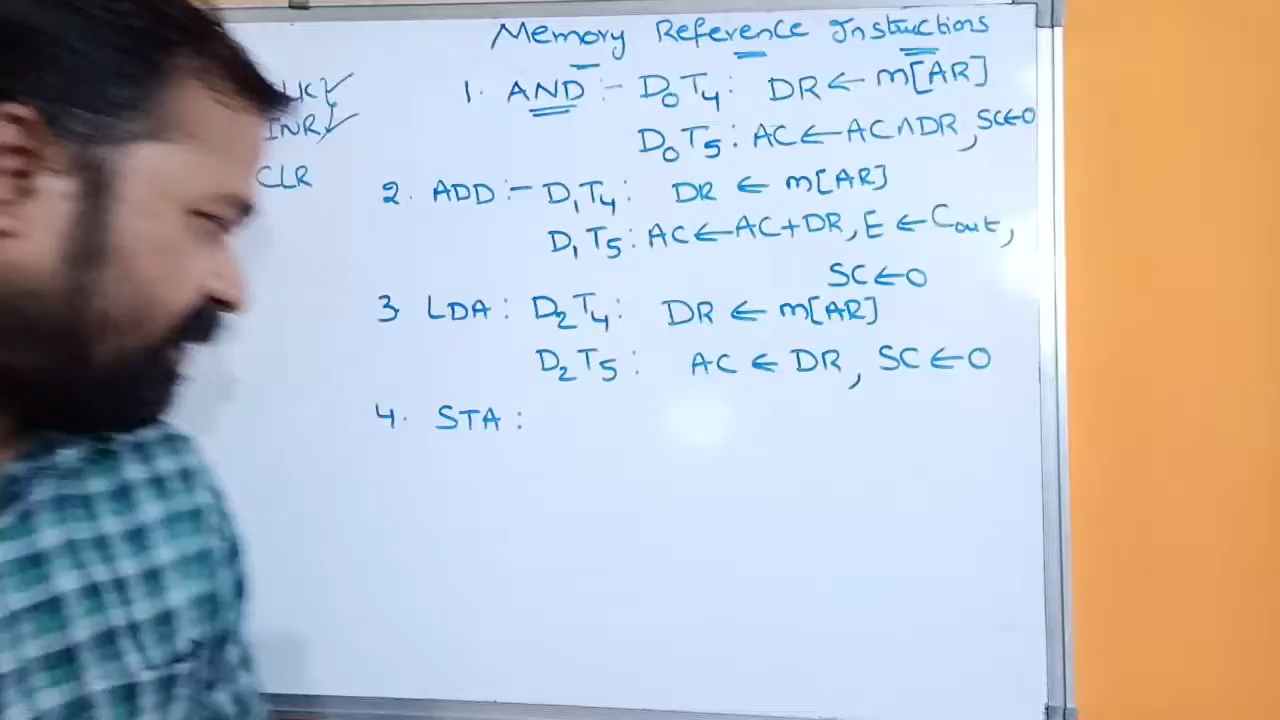 Memory Reference Instructions
INR
CLR
1. AND :- D₀T₄: DR ← m[AR]
D₀T₅: AC ← AC∧DR, SC←0
2. ADD :- D₁T₄: DR ← m[AR]
D₁T₅: AC ← AC+DR, E ← Cout,
SC←0
3 LDA : D₂T₄: DR ← m[AR]
D₂T₅: AC ← DR, SC ← 0
4. STA :